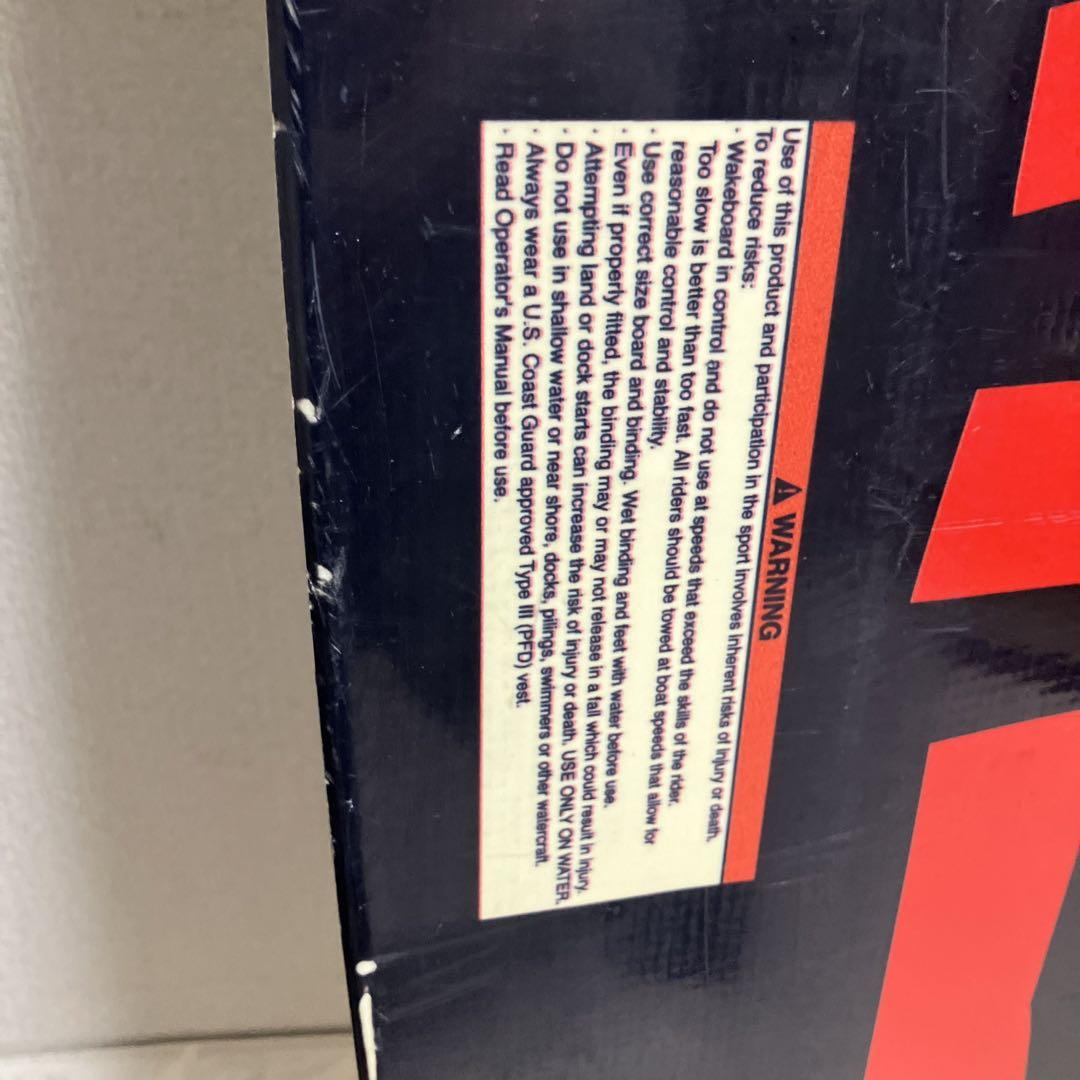 ⚠ WARNING
Use of this product and participation in the sport involves inherent risks of injury or death.
To reduce risks:
· Wakeboard in control and do not use at speeds that exceed the skills of the rider.
Too slow is better than too fast. All riders should be towed at boat speeds that allow for
reasonable control and stability.
· Use correct size board and binding. Wet binding and feet with water before use.
· Even if properly fitted, the binding may or may not release in a fall which could result in injury.
· Attempting land or dock starts can increase the risk of injury or death. USE ONLY ON WATER.
· Do not use in shallow water or near shore, docks, pilings, swimmers or other watercraft.
· Always wear a U.S. Coast Guard approved Type III (PFD) vest.
· Read Operator's Manual before use.